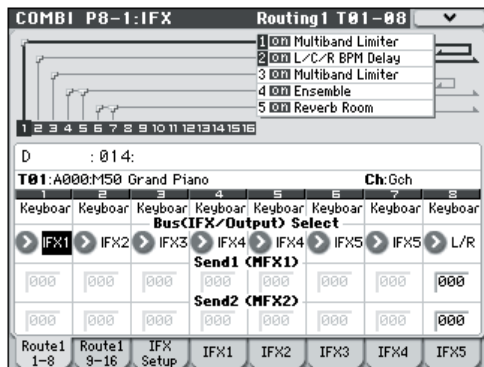 COMBI P8-1:IFX Routing1 T01-08
1 on Multiband Limiter
2 on L/C/R BPM Delay
3 on Multiband Limiter
4 on Ensemble
5 on Reverb Room
1 2 3 4 5 6 7 8 9 10 11 12 13 14 15 16
D :014:
T01:A000:M50 Grand Piano Ch:Gch
1 2 3 4 5 6 7 8
Keyboar Keyboar Keyboar Keyboar Keyboar Keyboar Keyboar Keyboar
Bus(IFX/Output) Select
IFX1 IFX2 IFX3 IFX4 IFX4 IFX5 IFX5 L/R
Send1 (MFX1)
000 000 000 000 000 000 000 000
Send2 (MFX2)
000 000 000 000 000 000 000 000
Route1 1-8 Route1 9-16 IFX Setup IFX1 IFX2 IFX3 IFX4 IFX5